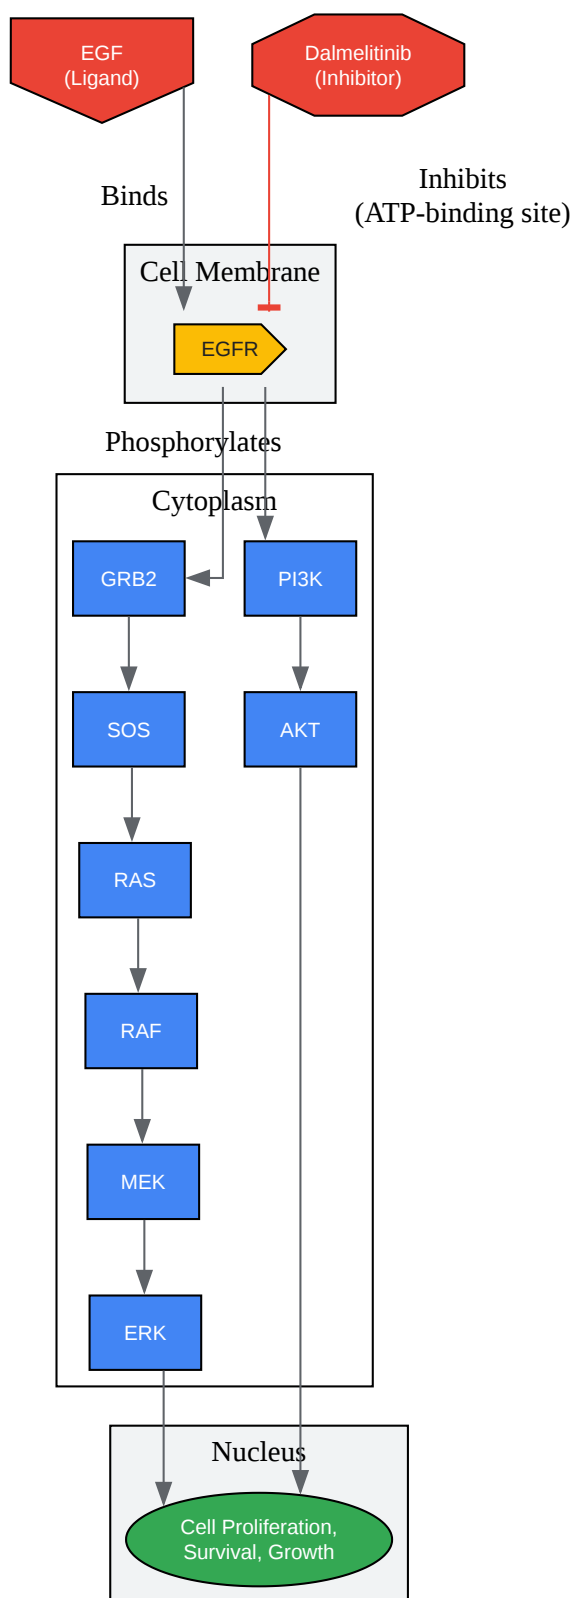 EGF
(Ligand)
Dalmelitinib
(Inhibitor)
Binds
Inhibits
(ATP-binding site)
Cell Membrane
EGFR
Phosphorylates
Cytoplasm
GRB2
PI3K
SOS
AKT
RAS
RAF
MEK
ERK
Nucleus
Cell Proliferation,
Survival, Growth